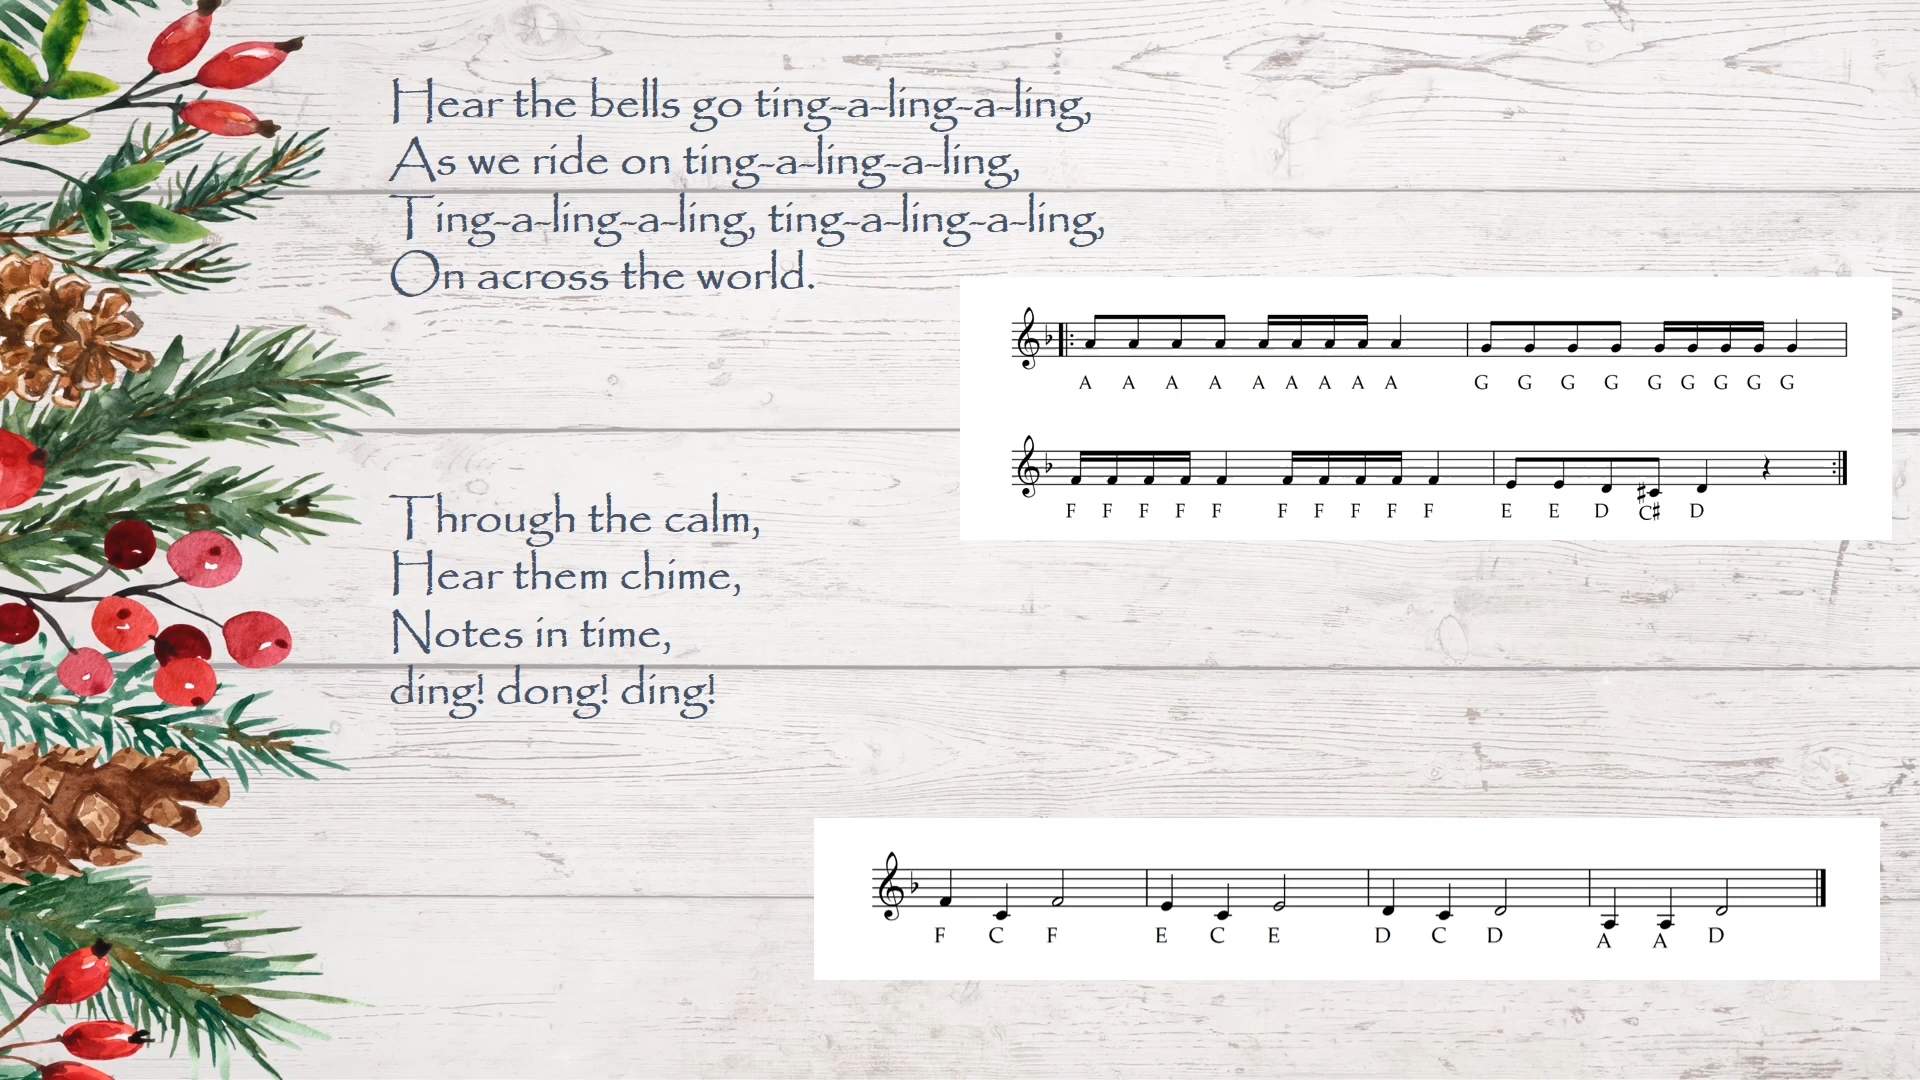 Hear the bells go ting-a-ling-a-ling,
As we ride on ting-a-ling-a-ling,
Ting-a-ling-a-ling, ting-a-ling-a-ling,
On across the world.
A A A A A A A A A G G G G G G G G G
F F F F F F F F F F E E D C# D
Through the calm,
Hear them chime,
Notes in time,
ding! dong! ding!
F C F E C E D C D A A D